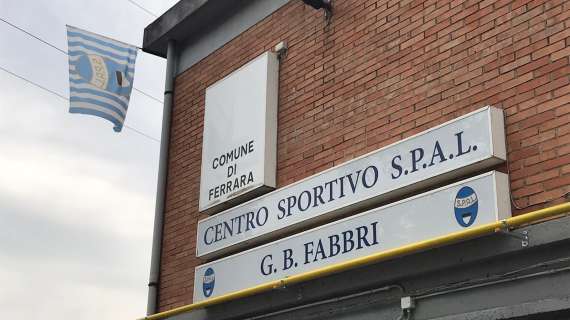 COMUNE
DI
FERRARA
CENTRO SPORTIVO S.P.A.L.
G. B. FABBRI
S.P.A.L.